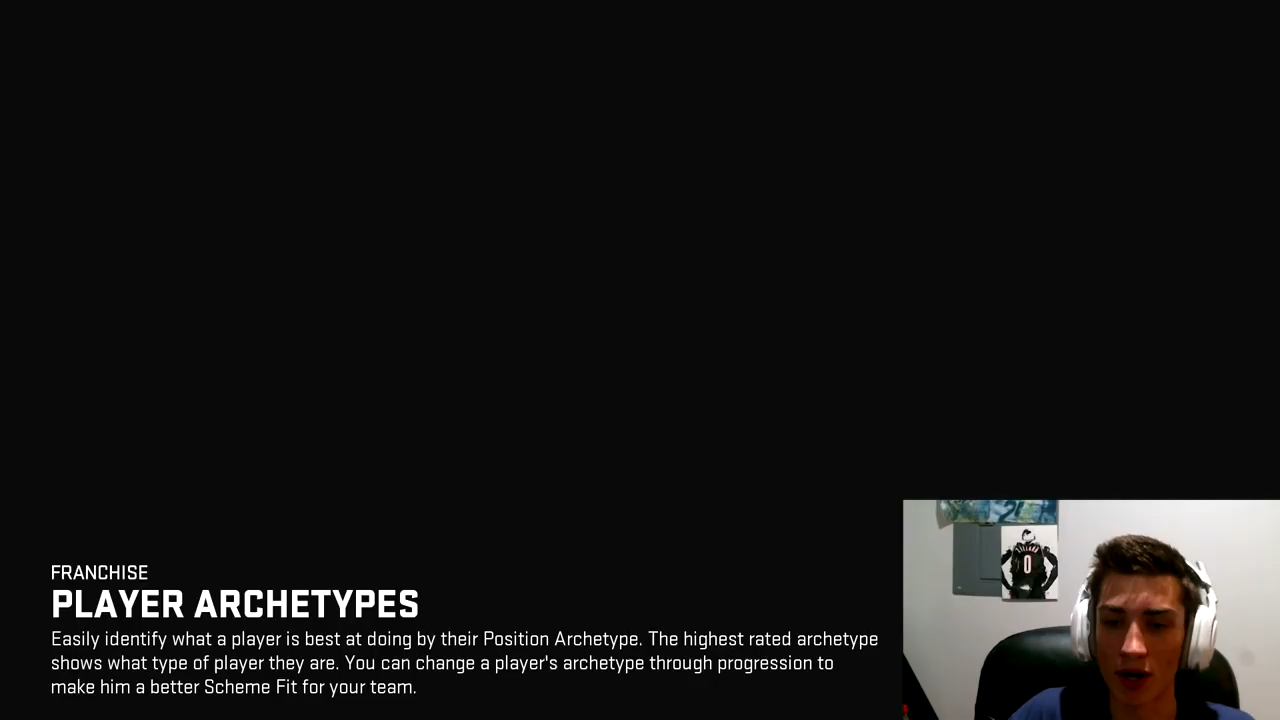 FRANCHISE
PLAYER ARCHETYPES
Easily identify what a player is best at doing by their Position Archetype. The highest rated archetype
shows what type of player they are. You can change a player's archetype through progression to
make him a better Scheme Fit for your team.
LILLARD
0